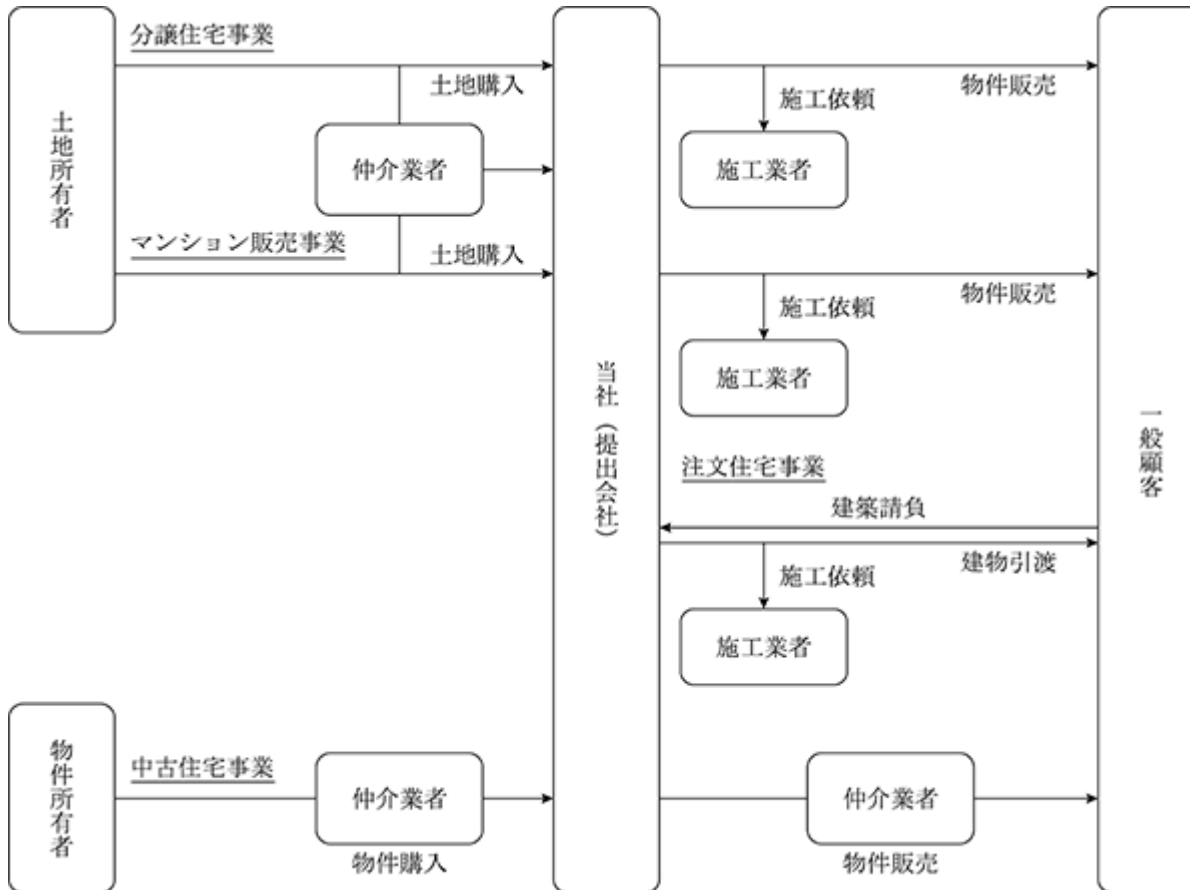 土地所有者
分譲住宅事業
土地購入
仲介業者
マンション販売事業
土地購入
当社（提出会社）
物件販売
施工依頼
施工業者
物件販売
施工依頼
施工業者
注文住宅事業
建築請負
建物引渡
施工依頼
施工業者
一般顧客
物件所有者
中古住宅事業
仲介業者
物件購入
仲介業者
物件販売